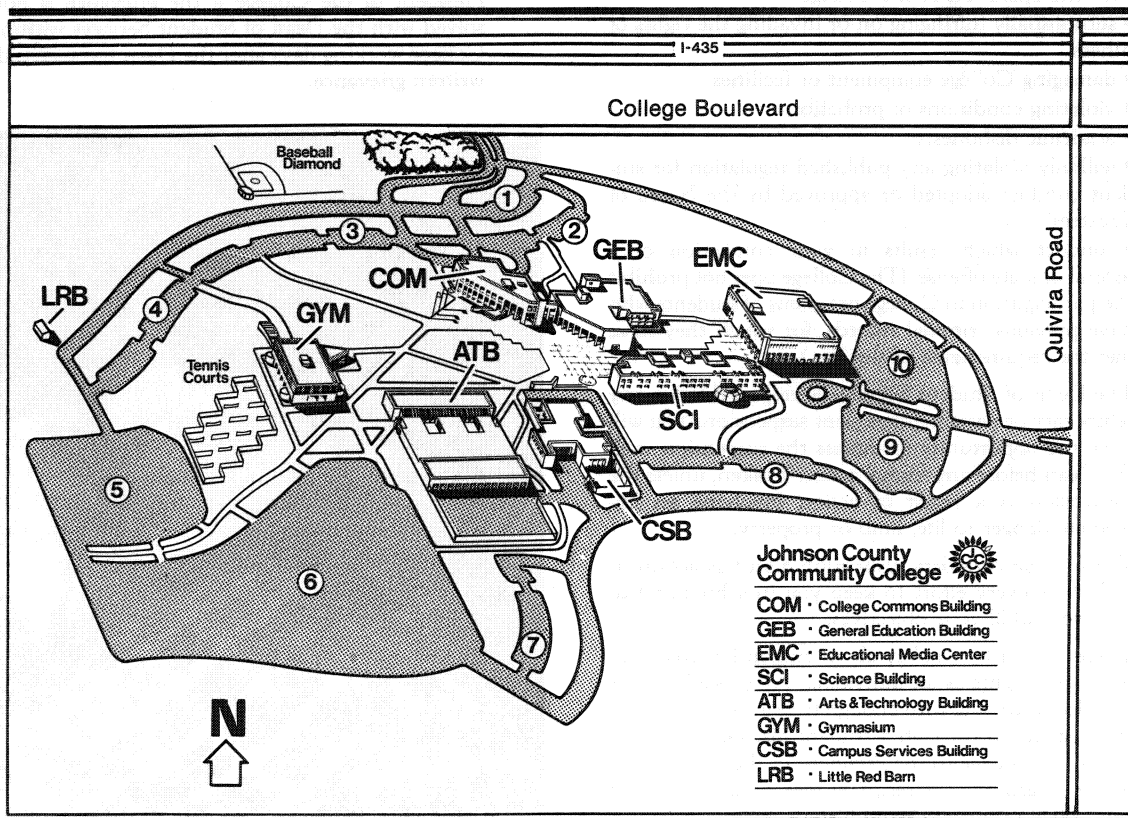 I-435
College Boulevard
Quivira Road
Baseball
Diamond
1
2
3
4
LRB
GYM
COM
GEB
EMC
ATB
SCI
CSB
Tennis
Courts
5
6
7
8
9
10
N
Johnson County
Community College
COM · College Commons Building
GEB · General Education Building
EMC · Educational Media Center
SCI · Science Building
ATB · Arts & Technology Building
GYM · Gymnasium
CSB · Campus Services Building
LRB · Little Red Barn